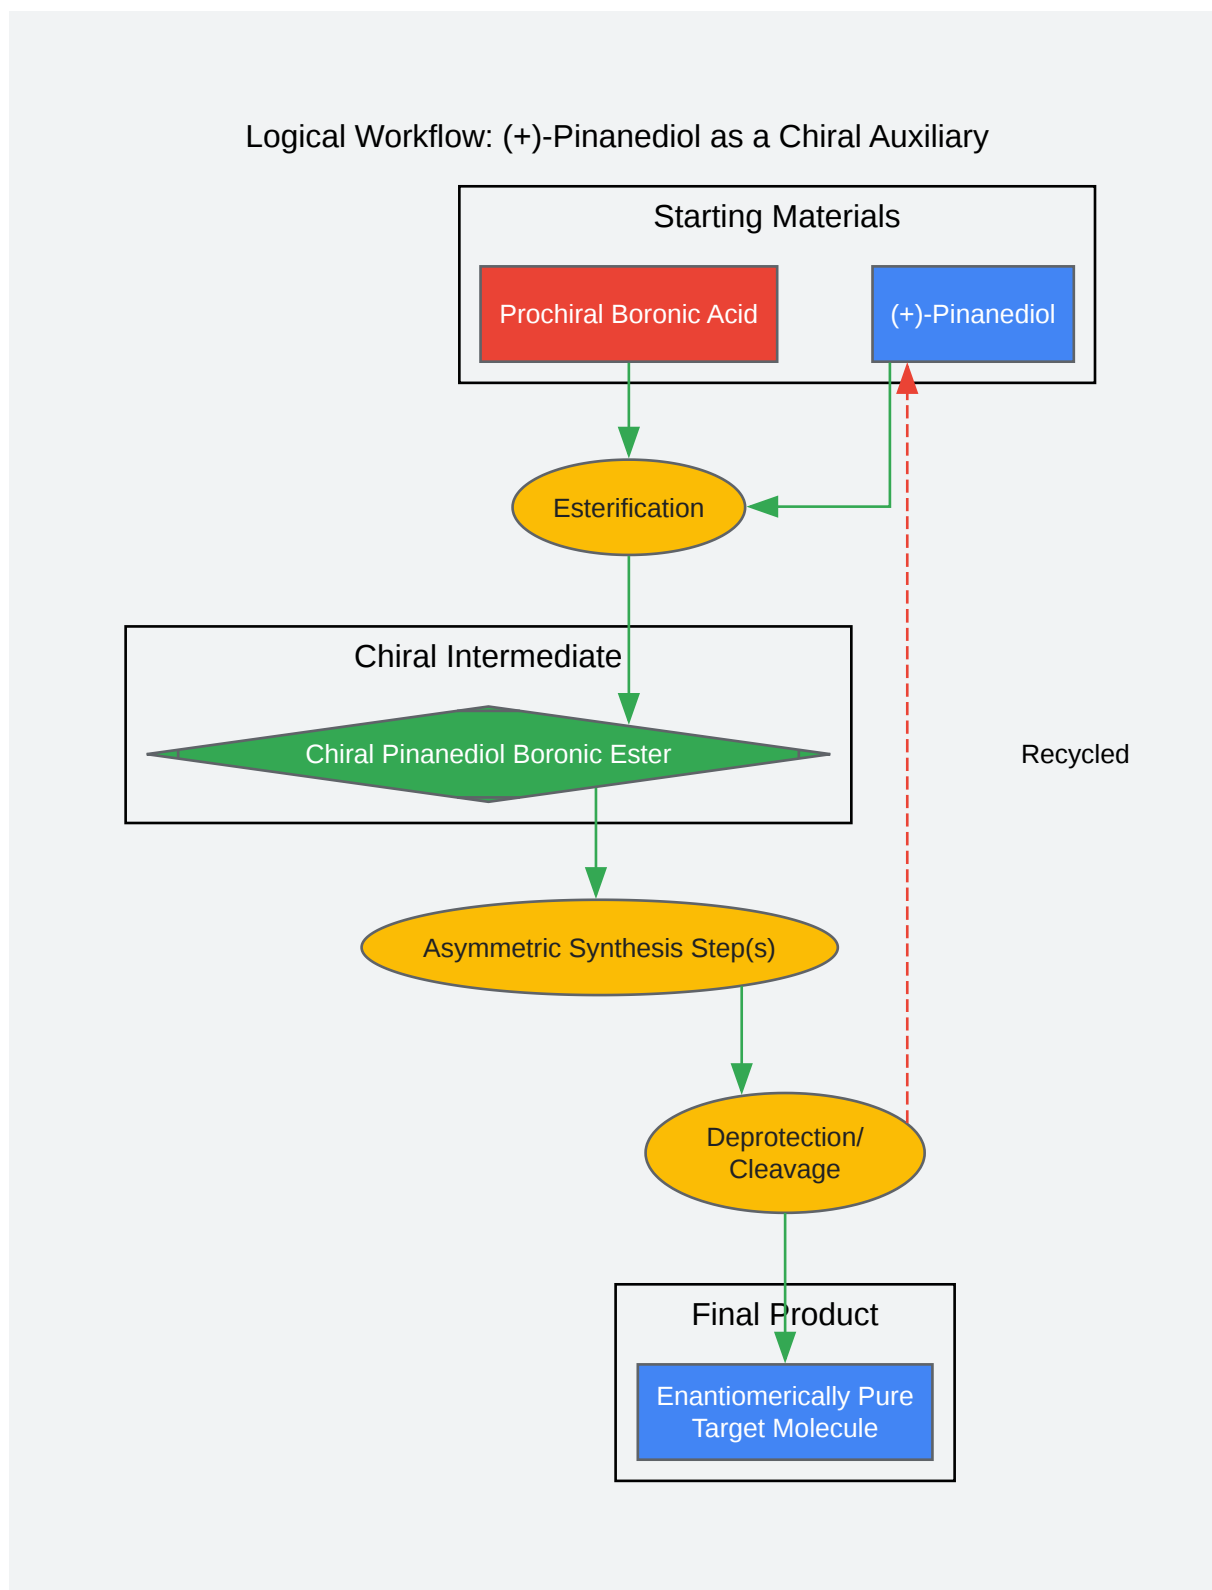 Logical Workflow: (+)-Pinanediol as a Chiral Auxiliary
Starting Materials
Prochiral Boronic Acid
(+)-Pinanediol
Esterification
Chiral Intermediate
Chiral Pinanediol Boronic Ester
Recycled
Asymmetric Synthesis Step(s)
Deprotection/
Cleavage
Final Product
Enantiomerically Pure
Target Molecule